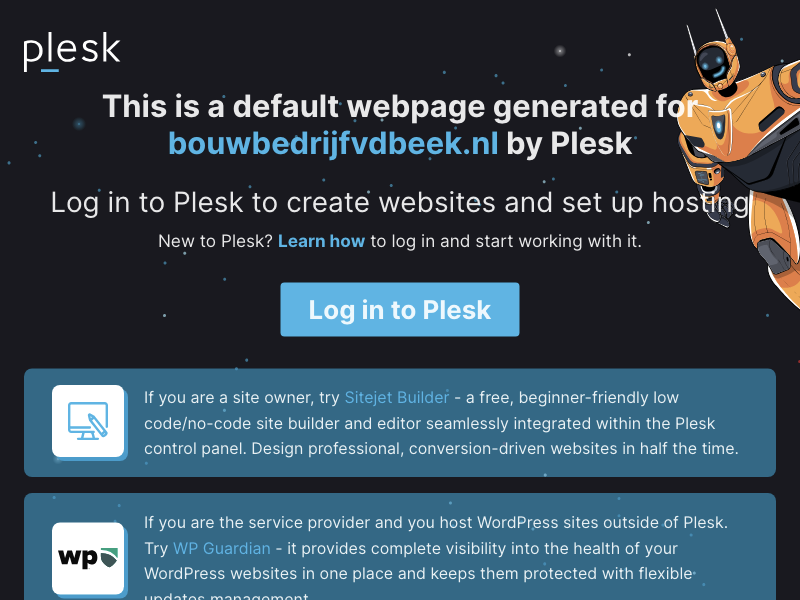 plesk
This is a default webpage generated for
bouwbedrijfvdbeek.nl by Plesk
Log in to Plesk to create websites and set up hosting
New to Plesk? Learn how to log in and start working with it.
Log in to Plesk
If you are a site owner, try Sitejet Builder - a free, beginner-friendly low
code/no-code site builder and editor seamlessly integrated within the Plesk
control panel. Design professional, conversion-driven websites in half the time.
wp
If you are the service provider and you host WordPress sites outside of Plesk.
Try WP Guardian - it provides complete visibility into the health of your
WordPress websites in one place and keeps them protected with flexible
updates management.